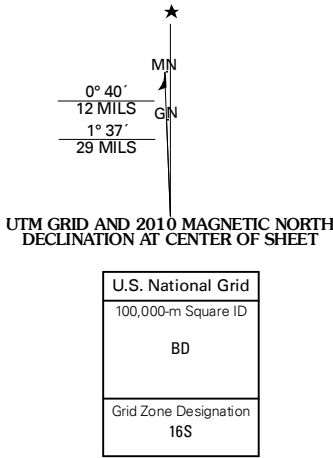 ★
MN
0° 40´
12 MILS
GN
1° 37´
29 MILS
UTM GRID AND 2010 MAGNETIC NORTH
DECLINATION AT CENTER OF SHEET
U.S. National Grid
100,000-m Square ID
BD
Grid Zone Designation
16S